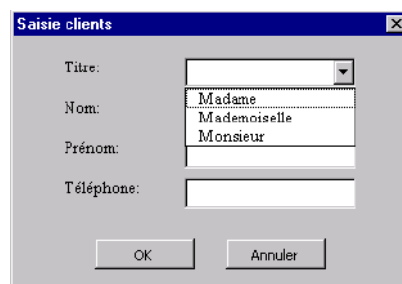 Saisie clients
Titre:
Madame
Nom:
Mademoiselle
Monsieur
Prénom:
Téléphone:
OK Annuler